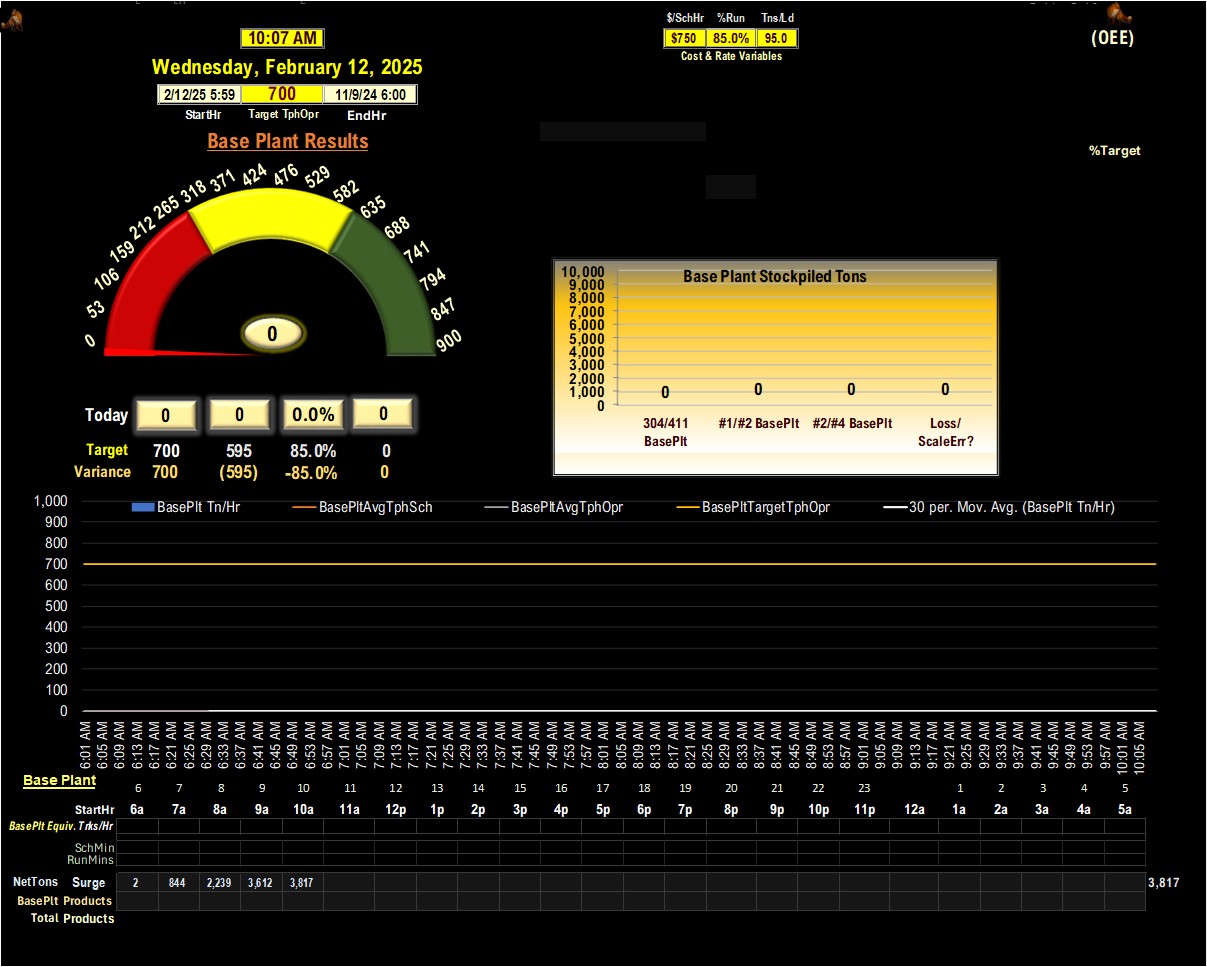 $/SchHr %Run Tns/Ld
10:07 AM $750 85.0% 95.0 (OEE)
Cost & Rate Variables
Wednesday, February 12, 2025
2/12/25 5:59 700 11/9/24 6:00
StartHr Target TphOpr EndHr
Base Plant Results
%Target
0 53 106 159 212 265 318 371 424 476 529 582 635 688 741 794 847 900
0
Base Plant Stockpiled Tons
10,000
9,000
8,000
7,000
6,000
5,000
4,000
3,000
2,000
1,000
0
0 0 0 0
304/411 BasePlt
#1/#2 BasePlt
#2/#4 BasePlt
Loss/ ScaleErr?
Today 0 0 0.0% 0
Target 700 595 85.0% 0
Variance 700 (595) -85.0% 0
BasePlt Tn/Hr BasePltAvgTphSch BasePltAvgTphOpr BasePltTargetTphOpr 30 per. Mov. Avg. (BasePlt Tn/Hr)
1,000
900
800
700
600
500
400
300
200
100
0
6:01 AM 6:05 AM 6:09 AM 6:13 AM 6:17 AM 6:21 AM 6:29 AM 6:33 AM 6:37 AM 6:41 AM 6:45 AM 6:49 AM 6:53 AM 6:57 AM 7:01 AM 7:05 AM 7:09 AM 7:12 AM 7:13 AM 7:17 AM 7:21 AM 7:25 AM 7:29 AM 7:33 AM 7:37 AM 7:41 AM 7:45 AM 7:49 AM 7:53 AM 7:57 AM 8:01 AM 8:05 AM 8:09 AM 8:13 AM 8:17 AM 8:21 AM 8:25 AM 8:29 AM 8:33 AM 8:37 AM 8:41 AM 8:45 AM 8:49 AM 8:53 AM 8:57 AM 9:01 AM 9:05 AM 9:09 AM 9:13 AM 9:17 AM 9:21 AM 9:25 AM 9:29 AM 9:33 AM 9:37 AM 9:41 AM 9:45 AM 9:49 AM 9:53 AM 9:57 AM 10:01 AM 10:05 AM
Base Plant
6 7 8 9 10 11 12 13 14 15 16 17 18 19 20 21 22 23 1 2 3 4 5
StartHr 6a 7a 8a 9a 10a 11a 12p 1p 2p 3p 4p 5p 6p 7p 8p 9p 10p 11p 12a 1a 2a 3a 4a 5a
BasePlt Equiv. Trks/Hr
SchMin
RunMins
NetTons Surge 2 844 2,239 3,612 3,817 3,817
BasePlt Products
Total Products